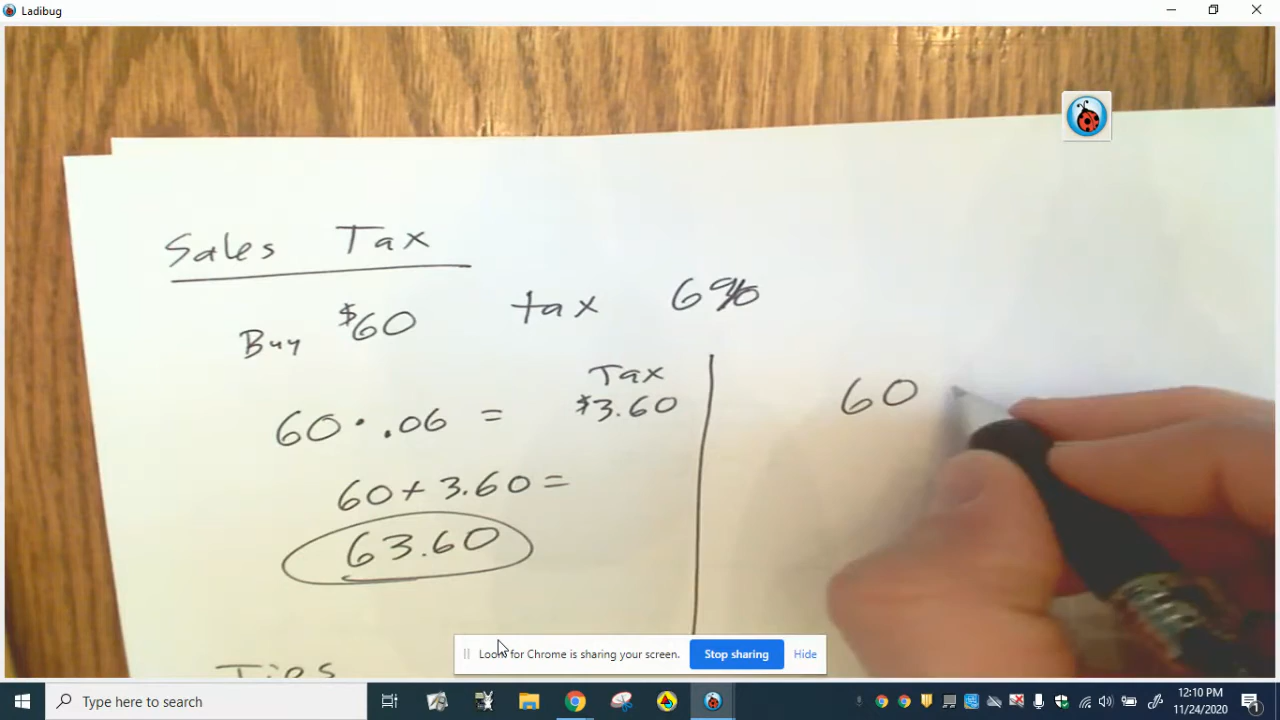 Ladibug
Sales Tax
Buy $60 tax 6%
60 · .06 = Tax
$3.60
60 + 3.60 =
63.60
60
Tips
Loom for Chrome is sharing your screen. Stop sharing Hide
Type here to search
12:10 PM
11/24/2020
1